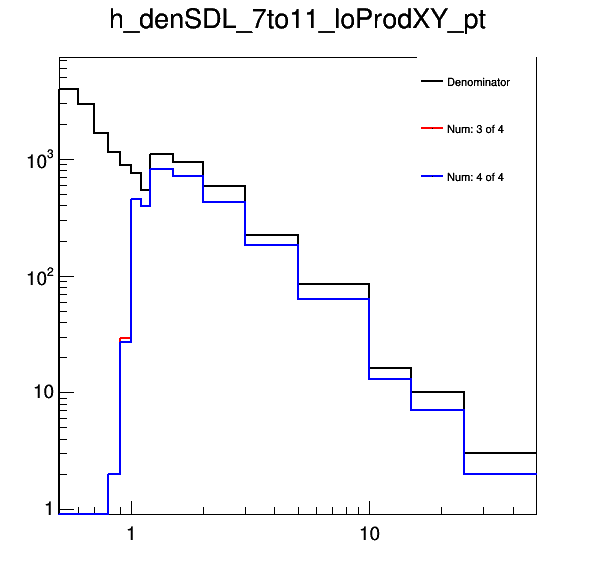 h_denSDL_7to11_loProdXY_pt
Denominator
Num: 3 of 4
Num: 4 of 4
10³
10²
10
1
1
10